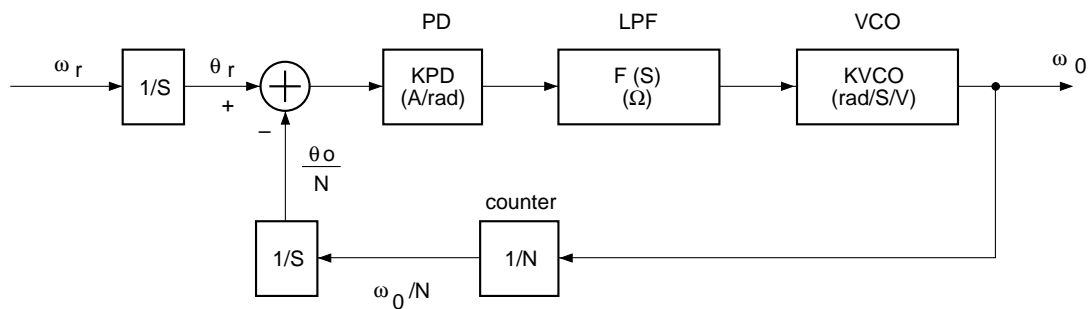 PD
LPF
VCO
ω r
1/S
θ r
+
−
KPD
(A/rad)
F (S)
(Ω)
KVCO
(rad/S/V)
ω 0
θ o
N
counter
1/S
1/N
ω 0 /N